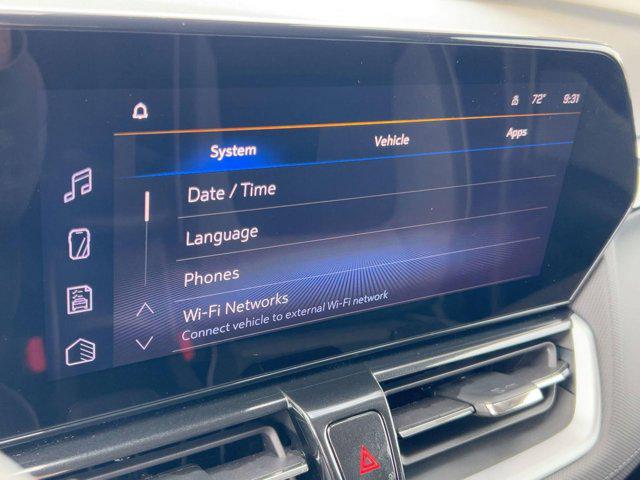 72° 9:31
System Vehicle Apps
Date / Time
Language
Phones
Wi-Fi Networks
Connect vehicle to external Wi-Fi network